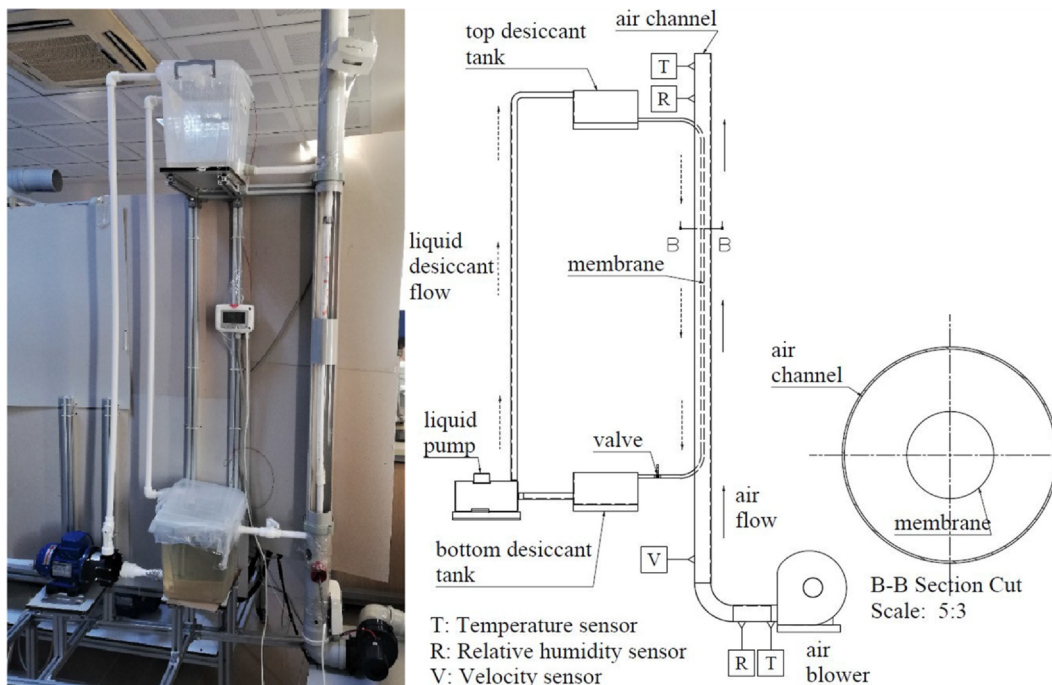 air channel
top desiccant
tank
T
R
B
B
liquid
desiccant
flow
membrane
air
channel
liquid
pump
valve
air
flow
membrane
bottom desiccant
tank
V
B-B Section Cut
Scale: 5:3
T: Temperature sensor
R: Relative humidity sensor
V: Velocity sensor
R
T
air
blower